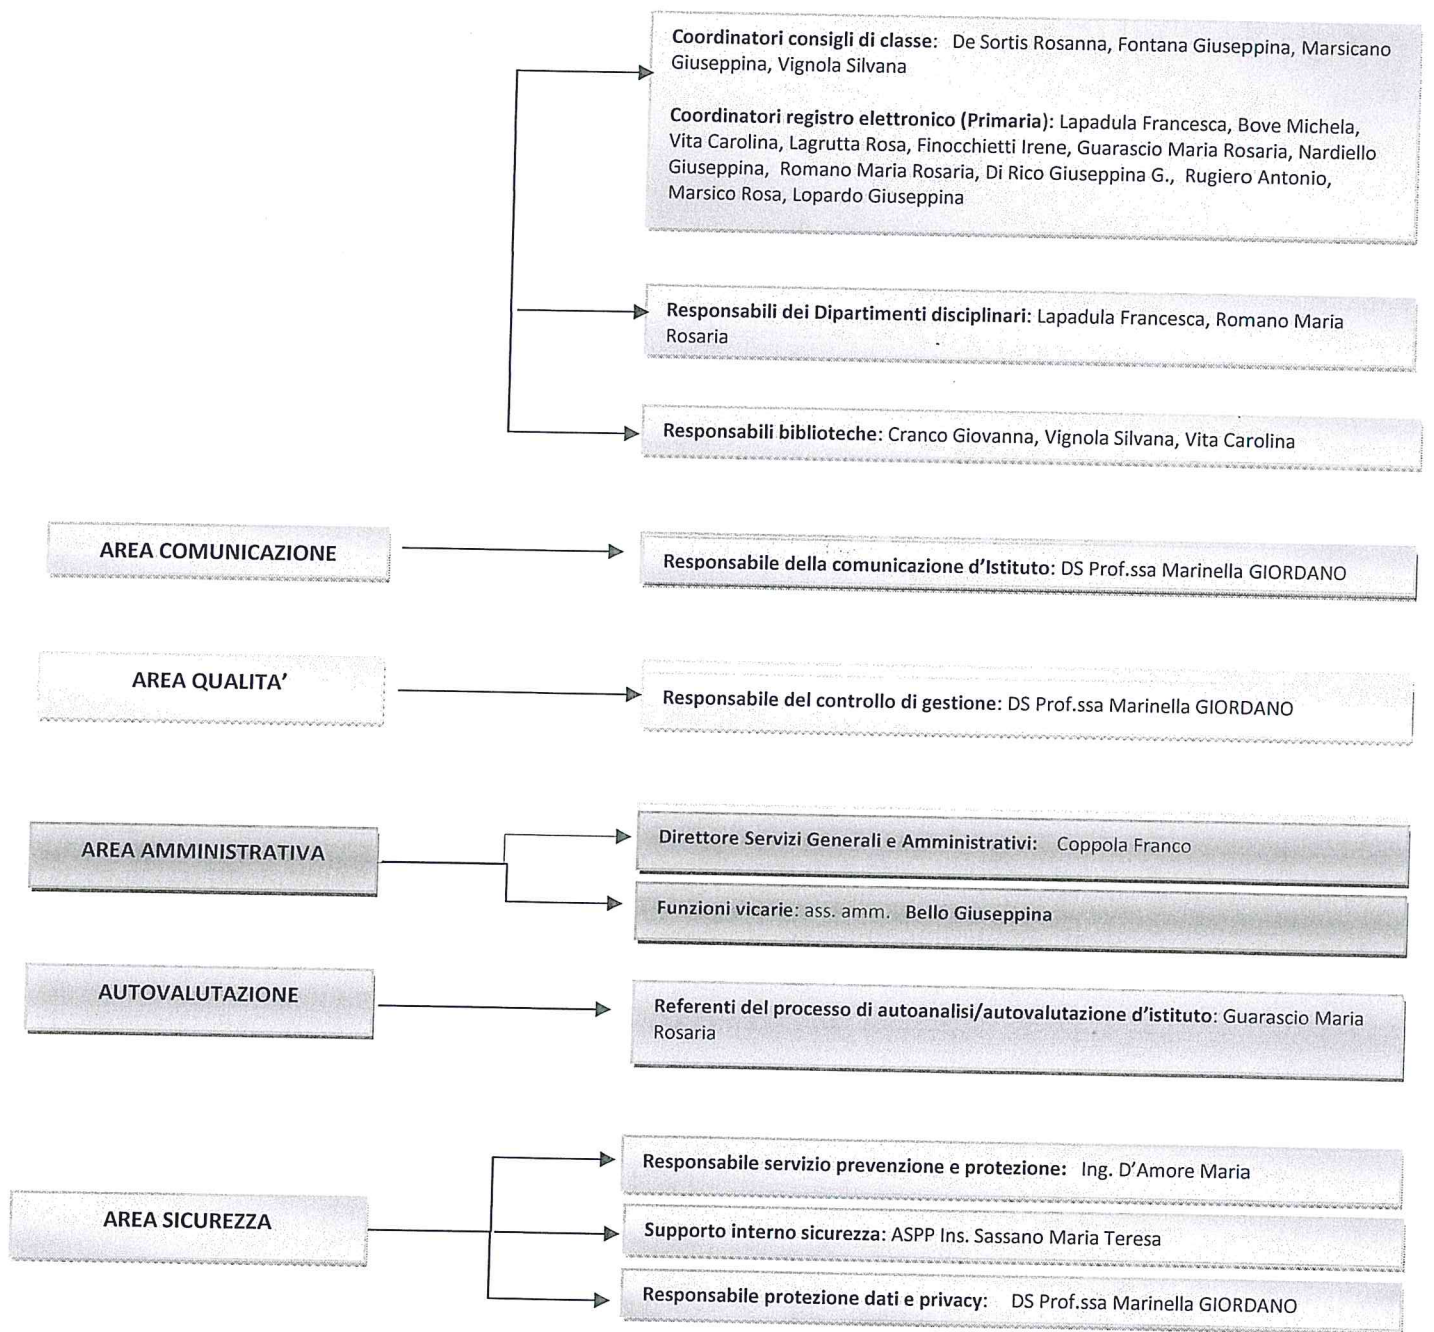 Coordinatori consigli di classe: De Sortis Rosanna, Fontana Giuseppina, Marsicano
Giuseppina, Vignola Silvana
Coordinatori registro elettronico (Primaria): Lapadula Francesca, Bove Michela,
Vita Carolina, Lagrutta Rosa, Finocchietti Irene, Guarascio Maria Rosaria, Nardiello
Giuseppina, Romano Maria Rosaria, Di Rico Giuseppina G., Rugiero Antonio,
Marsico Rosa, Lopardo Giuseppina
Responsabili dei Dipartimenti disciplinari: Lapadula Francesca, Romano Maria
Rosaria
Responsabili biblioteche: Cranco Giovanna, Vignola Silvana, Vita Carolina
AREA COMUNICAZIONE
Responsabile della comunicazione d'Istituto: DS Prof.ssa Marinella GIORDANO
AREA QUALITA'
Responsabile del controllo di gestione: DS Prof.ssa Marinella GIORDANO
AREA AMMINISTRATIVA
Direttore Servizi Generali e Amministrativi: Coppola Franco
Funzioni vicarie: ass. amm. Bello Giuseppina
AUTOVALUTAZIONE
Referenti del processo di autoanalisi/autovalutazione d'istituto: Guarascio Maria
Rosaria
AREA SICUREZZA
Responsabile servizio prevenzione e protezione: Ing. D'Amore Maria
Supporto interno sicurezza: ASPP Ins. Sassano Maria Teresa
Responsabile protezione dati e privacy: DS Prof.ssa Marinella GIORDANO